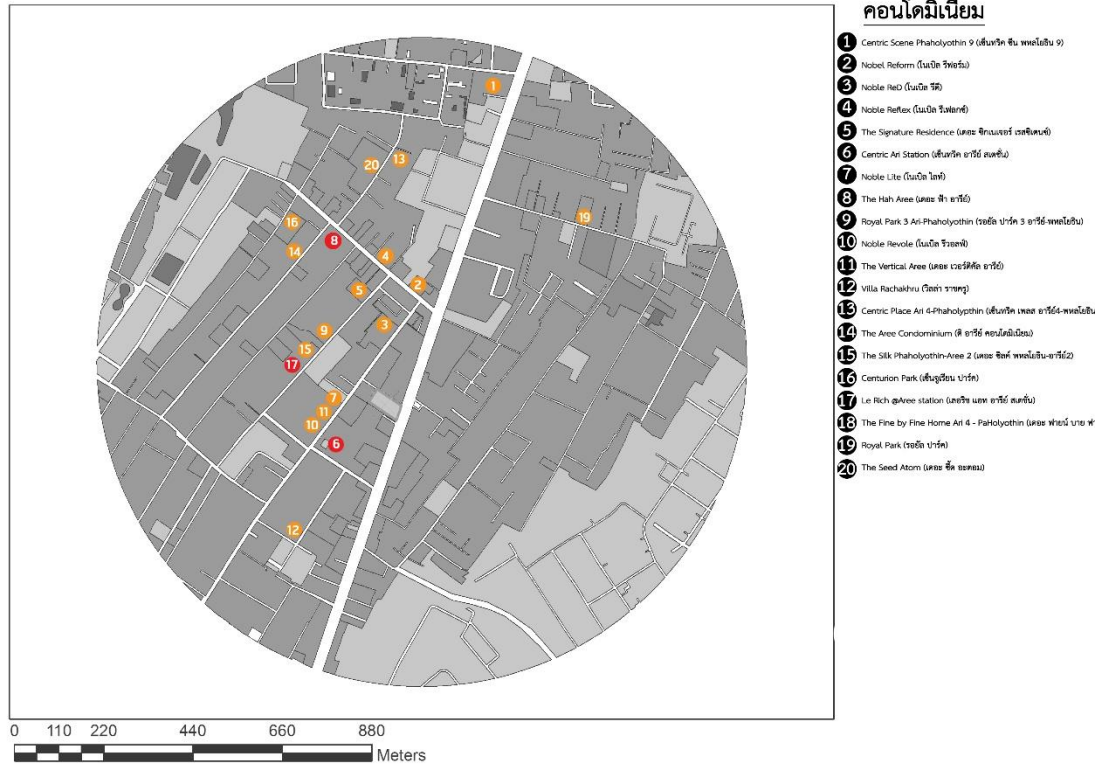 คอนโดมิเนียม
1 Centric Scene Phaholyothin 9 (เซ็นทริค ซีน พหลโยธิน 9)
2 Nobel Reform (โนเบิล รีฟอร์ม)
3 Noble ReD (โนเบิล รีดี)
4 Noble Reflex (โนเบิล รีเฟลกซ์)
5 The Signature Residence (เดอะ ซิกเนเจอร์ เรสซิเดนซ์)
6 Centric Ari Station (เซ็นทริค อารีย์ สเตชั่น)
7 Noble Lite (โนเบิล ไลท์)
8 The Hah Aree (เดอะ ฟ้า อารีย์)
9 Royal Park 3 Ari-Phaholyothin (รอยัล ปาร์ค 3 อารีย์-พหลโยธิน)
10 Noble Revole (โนเบิล รีวอลฟ์)
11 The Vertical Aree (เดอะ เวอร์ติคัล อารีย์)
12 Villa Rachakhru (วิลล่า ราชครู)
13 Centric Place Ari 4-Phaholypthin (เซ็นทริค เพลส อารีย์4-พหลโยธิน
14 The Aree Condominium (ดิ อารีย์ คอนโดมิเนียม)
15 The Silk Phaholyothin-Aree 2 (เดอะ ซิลค์ พหลโยธิน-อารีย์2)
16 Centurion Park (เซ็นจูเรียน ปาร์ค)
17 Le Rich @Aree station (เลอริช แอท อารีย์ สเตชั่น)
18 The Fine by Fine Home Ari 4 - PaHolyothin (เดอะ ฟายน์ บาย ฟา
19 Royal Park (รอยัล ปาร์ค)
20 The Seed Atom (เดอะ ซี้ด อะตอม)
1
13
20
19
16
8
14
4
2
5
3
9
15
17
7
11
10
6
12
0 110 220 440 660 880
Meters